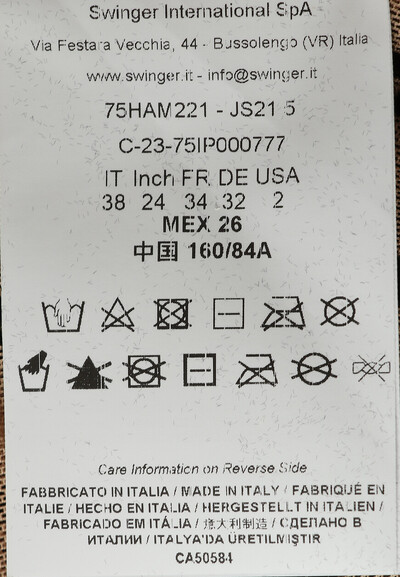 Swinger International SpA
Via Festara Vecchia, 44 - Bussolengo (VR) Italia
www.swinger.it - info@swinger.it
75HAM221 - JS215
C-23-75IP000777
IT Inch FR DE USA
38 24 34 32 2
MEX 26
中国 160/84A
Care Information on Reverse Side
FABBRICATO IN ITALIA / MADE IN ITALY / FABRIQUÉ EN
ITALIE / HECHO EN ITALIA / HERGESTELLT IN ITALIEN /
FABRICADO EM ITÁLIA / 意大利制造 / СДЕЛАНО В
ИТАЛИИ / ITALYA'DA ÜRETILMIŞTIR
CA50584